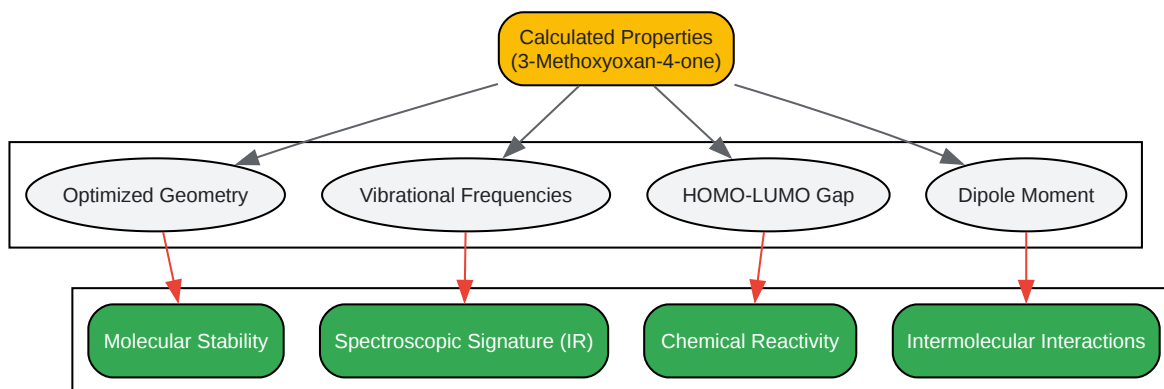 Calculated Properties
(3-Methoxyoxan-4-one)
Optimized Geometry
Vibrational Frequencies
HOMO-LUMO Gap
Dipole Moment
Molecular Stability
Spectroscopic Signature (IR)
Chemical Reactivity
Intermolecular Interactions